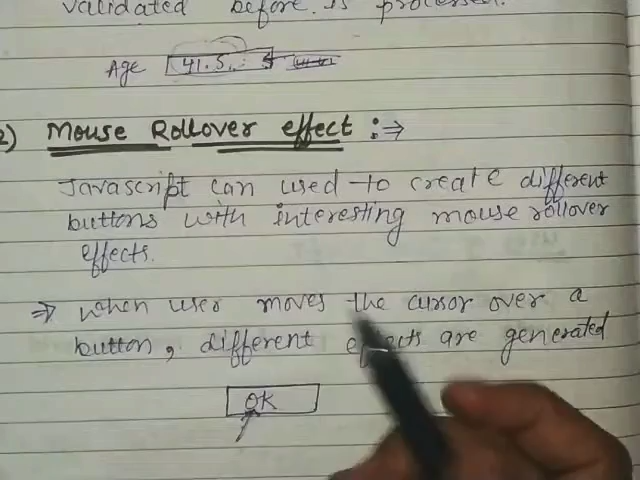 validated before is processed.
Age 41.5
2) Mouse Rollover effect :⇒
Javascript can used to create different
buttons with interesting mouse rollover
effects.
⇒ When user moves the cursor over a
button, different effects are generated
OK